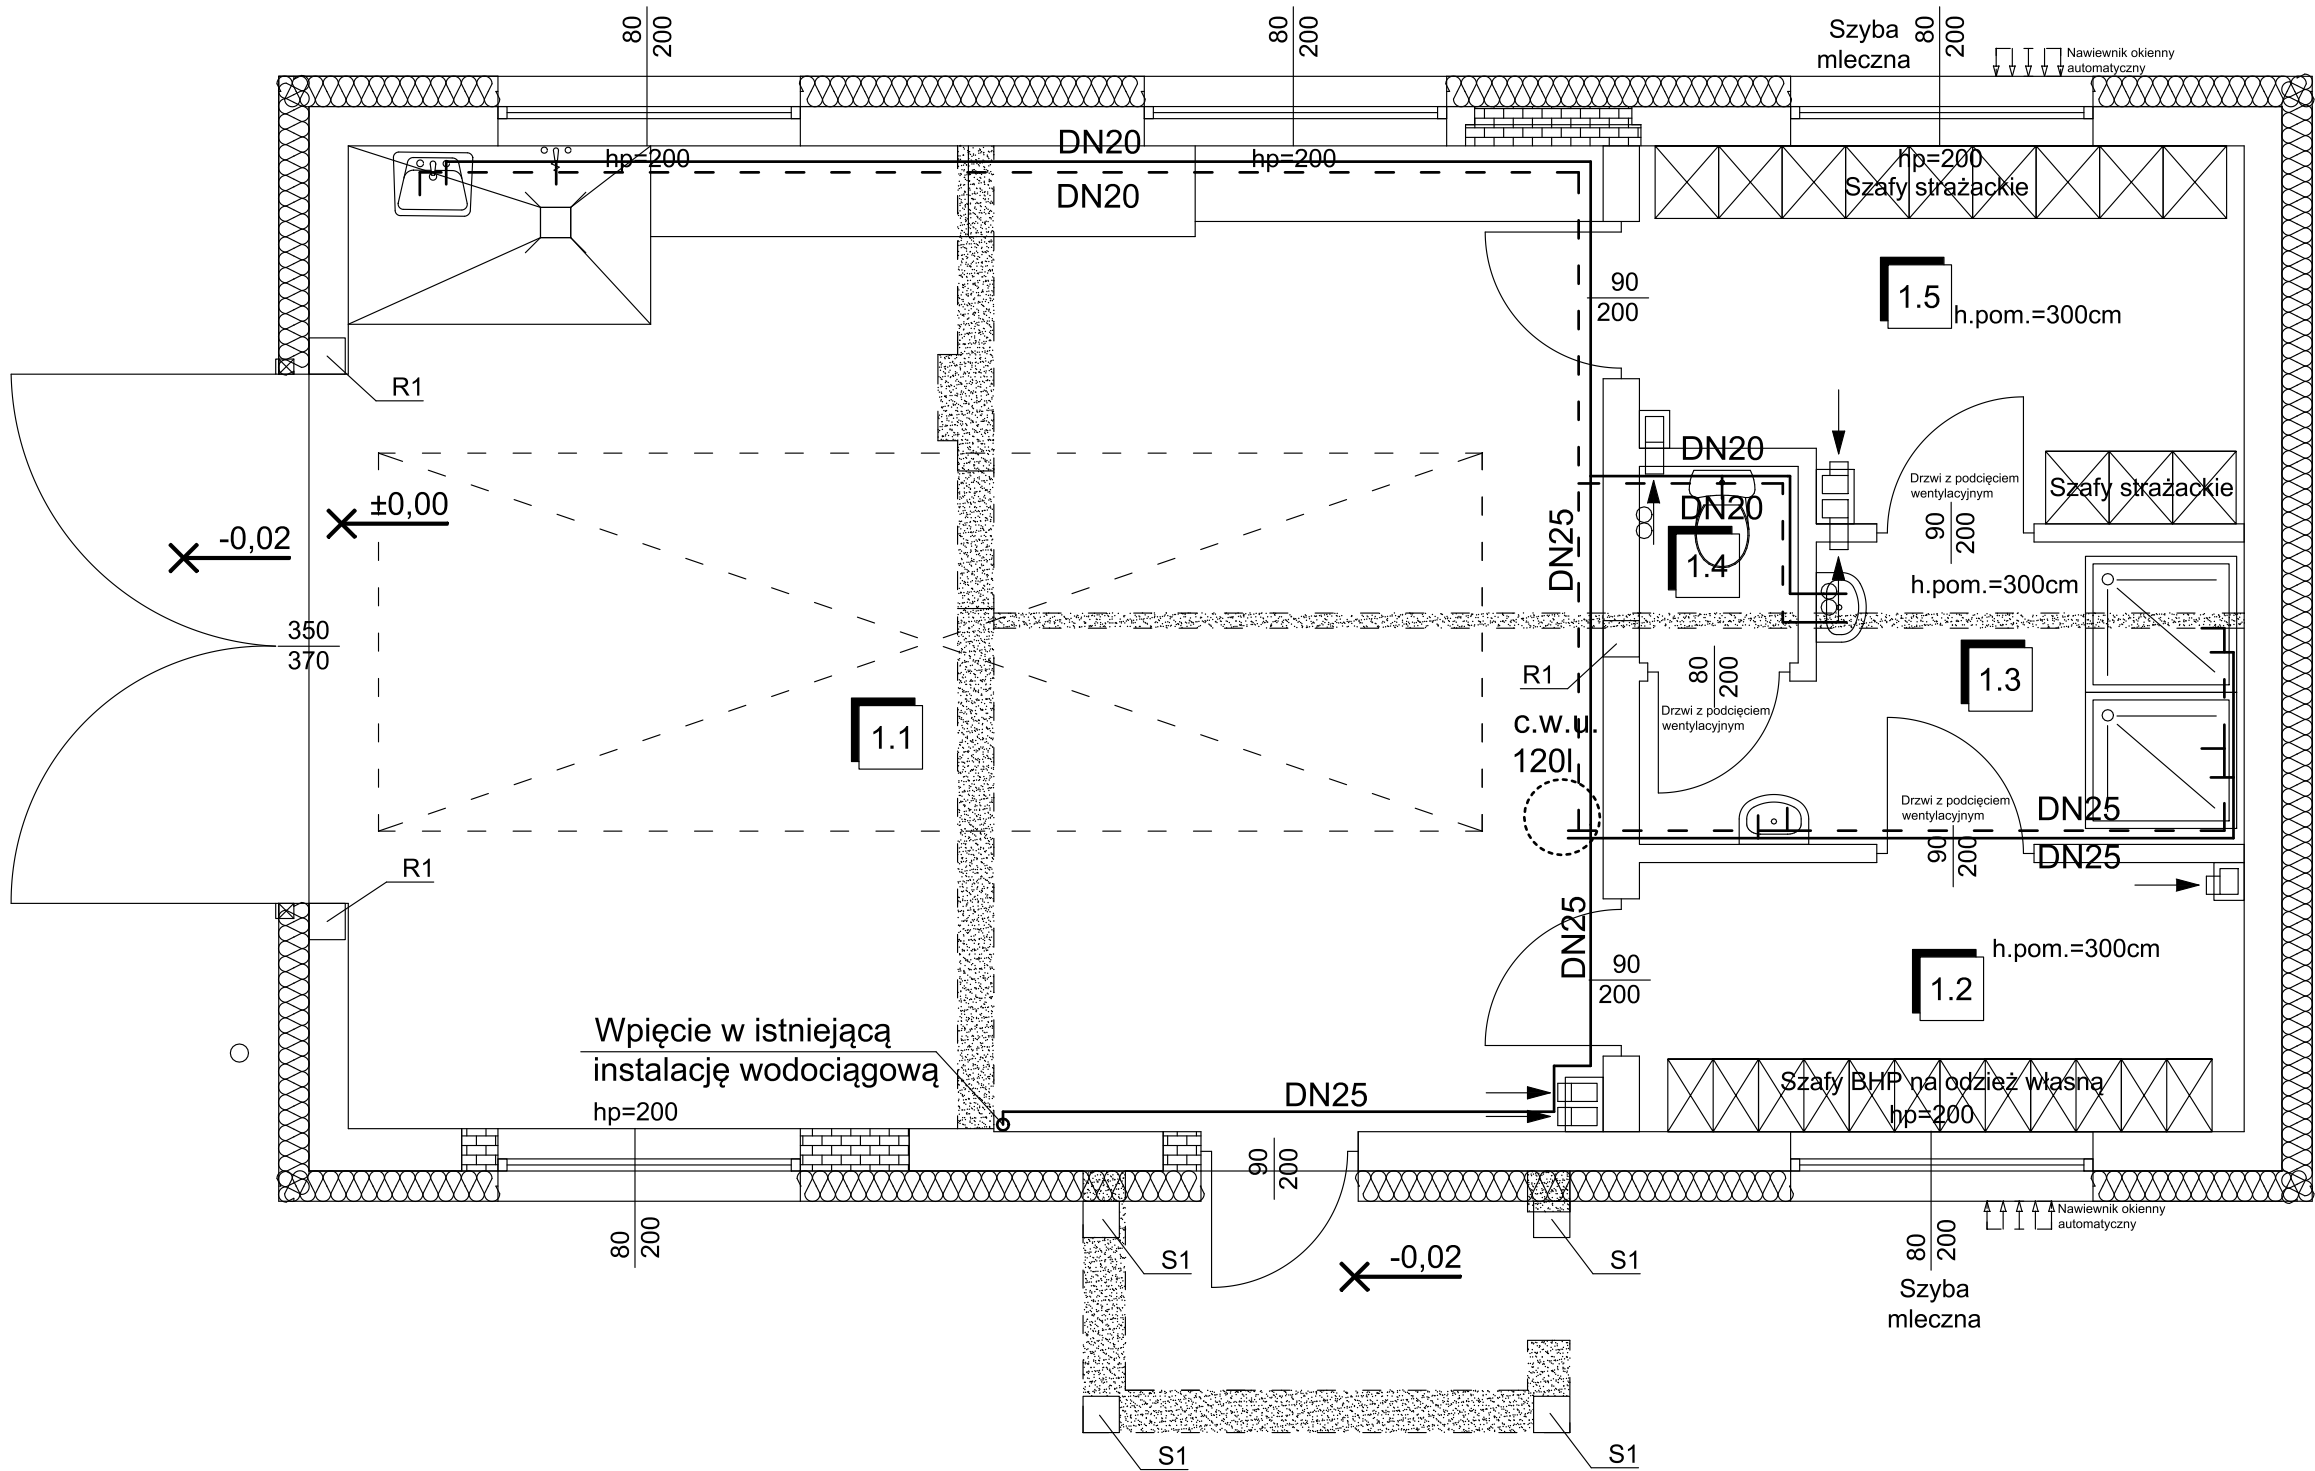 80
200
80
200
Szyba
mleczna
80
200
Nawiewnik okienny
automatyczny
DN20
hp=200
hp=200
hp=200
DN20
Szafy strażackie
90
200
1.5
h.pom.=300cm
R1
DN20
Drzwi z podcięciem
wentylacyjnym
Szafy strażackie
±0,00
-0,02
DN20
DN25
90
200
1.4
h.pom.=300cm
350
370
R1
80
200
1.3
Drzwi z podcięciem
wentylacyjnym
c.w.u.
120l
1.1
Drzwi z podcięciem
wentylacyjnym
DN25
90
200
DN25
R1
DN25
90
200
h.pom.=300cm
1.2
Wpięcie w istniejącą
instalację wodociągową
hp=200
DN25
Szafy BHP na odzież własną
hp=200
90
200
80
200
S1
-0,02
S1
80
200
Nawiewnik okienny
automatyczny
Szyba
mleczna
S1
S1